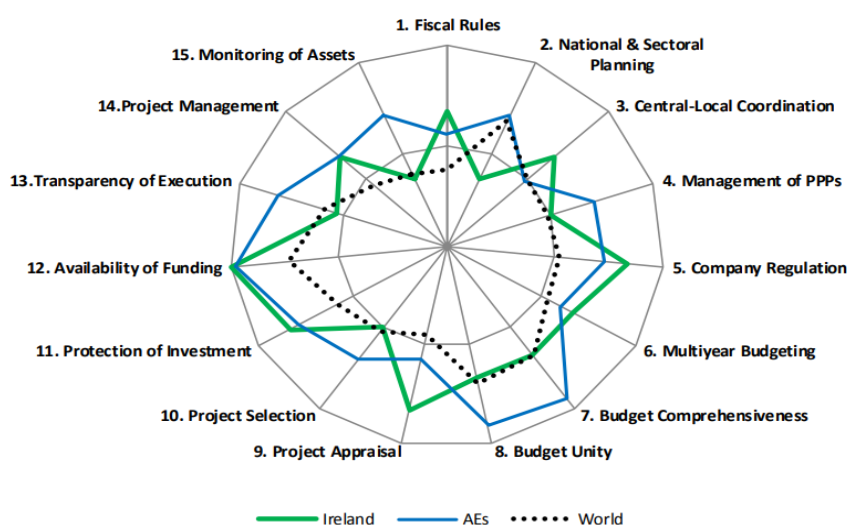 1. Fiscal Rules
2. National & Sectoral
Planning
3. Central-Local Coordination
4. Management of PPPs
5. Company Regulation
6. Multiyear Budgeting
7. Budget Comprehensiveness
8. Budget Unity
9. Project Appraisal
10. Project Selection
11. Protection of Investment
12. Availability of Funding
13.Transparency of Execution
14.Project Management
15. Monitoring of Assets
Ireland
AEs
World